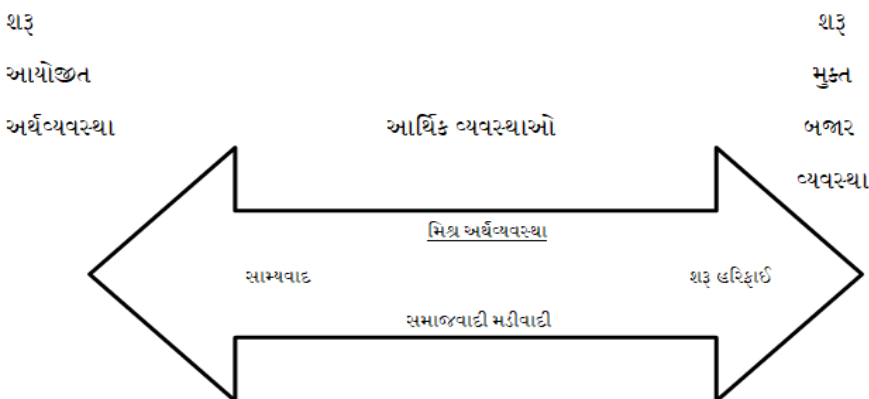 શરૂ
આયોજીત
અર્થવ્યવસ્થા
આર્થિક વ્યવસ્થાઓ
શરૂ
મુક્ત
બજાર
વ્યવસ્થા
મિશ્ર અર્થવ્યવસ્થા
સામ્યવાદ
શરૂ હરિફાઈ
સમાજવાદી મડીવાદી